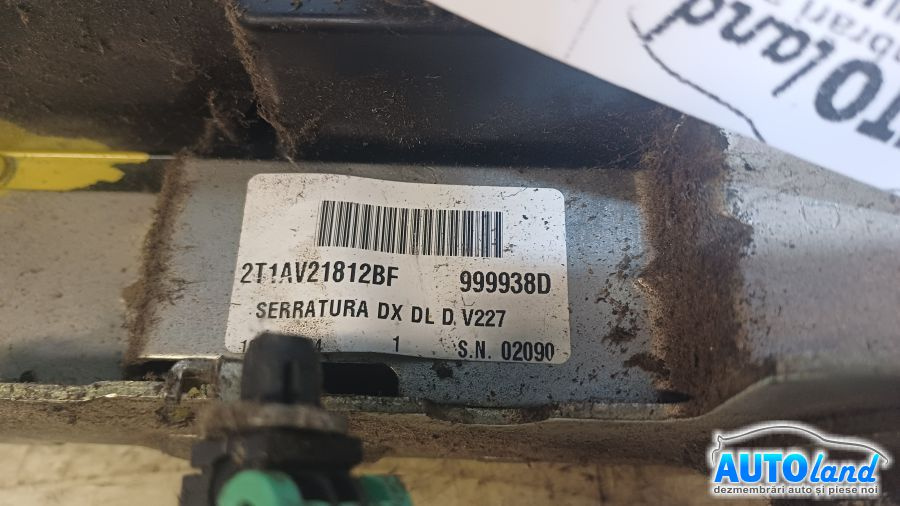 2T1AV21812BF 999938D
SERRATURA DX DL D V227
1 S.N. 02090
AUTOland
dezmembrări auto și piese noi